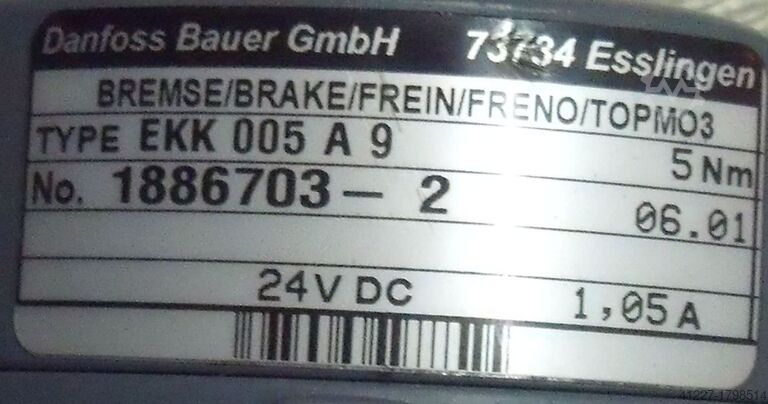 Danfoss Bauer GmbH 73734 Esslingen
BREMSE/BRAKE/FREIN/FRENO/TOPMO3
TYPE EKK 005 A 9 5 Nm
No. 1886703-2 06.01
24V DC 1,05 A
41227-1798514